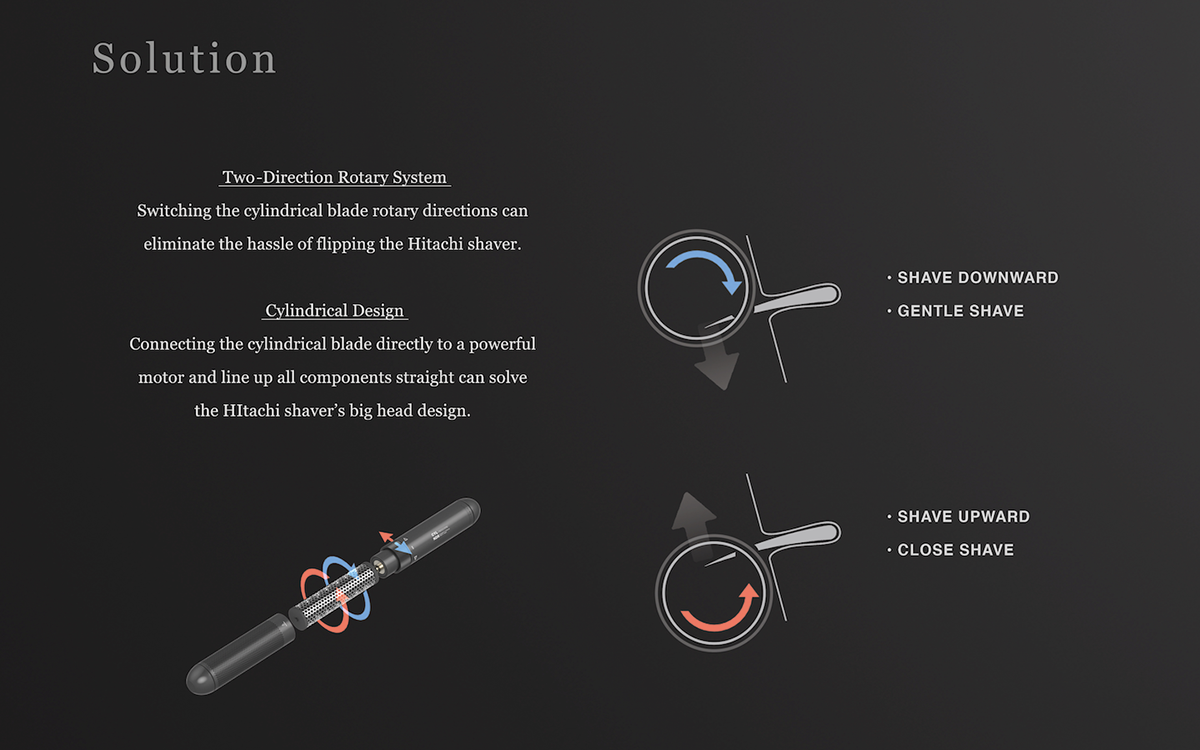 Solution
Two-Direction Rotary System
Switching the cylindrical blade rotary directions can
eliminate the hassle of flipping the Hitachi shaver.
Cylindrical Design
Connecting the cylindrical blade directly to a powerful
motor and line up all components straight can solve
the HItachi shaver’s big head design.
• SHAVE DOWNWARD
• GENTLE SHAVE
• SHAVE UPWARD
• CLOSE SHAVE